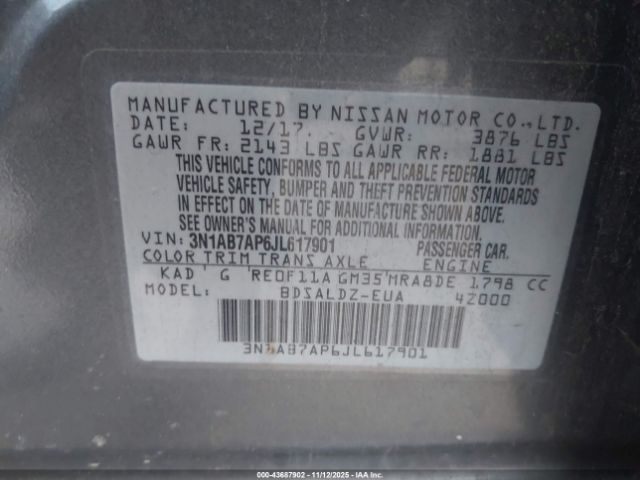 MANUFACTURED BY NISSAN MOTOR CO.,LTD.
DATE: 12/17. GVWR: 3876 LBS
GAWR FR: 2143 LBS GAWR RR: 1881 LBS
THIS VEHICLE CONFORMS TO ALL APPLICABLE FEDERAL MOTOR
VEHICLE SAFETY, BUMPER AND THEFT PREVENTION STANDARDS
IN EFFECT ON THE DATE OF MANUFACTURE SHOWN ABOVE.
SEE OWNER'S MANUAL FOR ADDITIONAL INFORMATION.
VIN: 3N1AB7AP6JL617901 PASSENGER CAR.
COLOR TRIM TRANS AXLE ENGINE
KAD G RE0F11A GM35 MRA8DE 1798 CC
MODEL: BDSALDZ-EUA 4Z000
3N1AB7AP6JL617901
000-43687902 - 11/12/2025 - IAA, Inc.